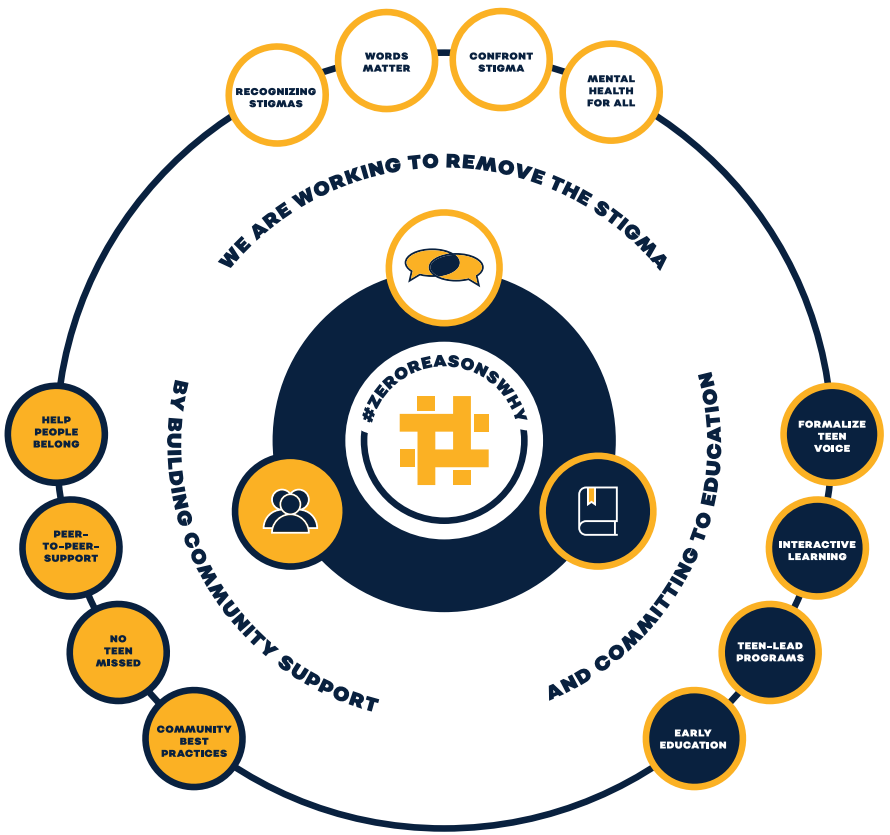 RECOGNIZING
STIGMAS
WORDS
MATTER
CONFRONT
STIGMA
MENTAL
HEALTH
FOR ALL
WE ARE WORKING TO REMOVE THE STIGMA
#ZEROREASONSWHY
BY BUILDING COMMUNITY SUPPORT
AND COMMITTING TO EDUCATION
HELP
PEOPLE
BELONG
PEER-
TO-PEER-
SUPPORT
NO
TEEN
MISSED
COMMUNITY
BEST
PRACTICES
FORMALIZE
TEEN
VOICE
INTERACTIVE
LEARNING
TEEN-LEAD
PROGRAMS
EARLY
EDUCATION